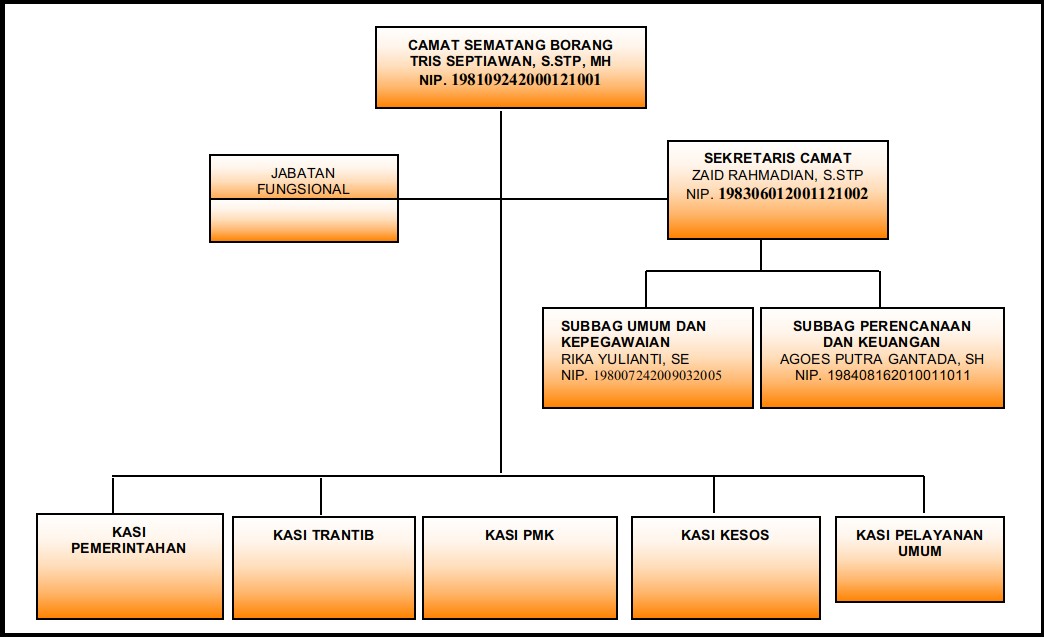 CAMAT SEMATANG BORANG
TRIS SEPTIAWAN, S.STP, MH
NIP. 198109242000121001
JABATAN
FUNGSIONAL
SEKRETARIS CAMAT
ZAID RAHMADIAN, S.STP
NIP. 198306012001121002
SUBBAG UMUM DAN
KEPEGAWAIAN
RIKA YULIANTI, SE
NIP. 198007242009032005
SUBBAG PERENCANAAN
DAN KEUANGAN
AGOES PUTRA GANTADA, SH
NIP. 198408162010011011
KASI
PEMERINTAHAN
KASI TRANTIB
KASI PMK
KASI KESOS
KASI PELAYANAN
UMUM